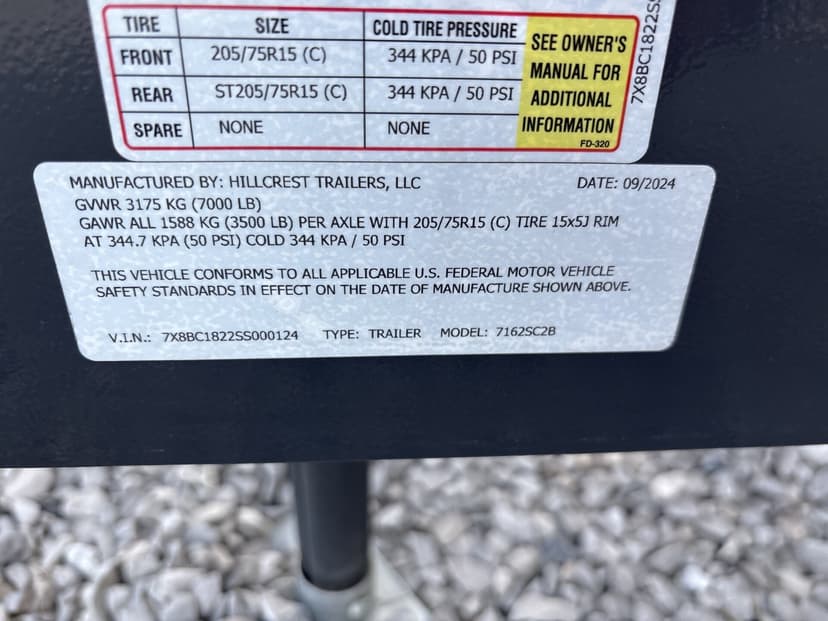 TIRE SIZE COLD TIRE PRESSURE
FRONT 205/75R15 (C) 344 KPA / 50 PSI
REAR ST205/75R15 (C) 344 KPA / 50 PSI
SPARE NONE NONE
SEE OWNER'S
MANUAL FOR
ADDITIONAL
INFORMATION
FD-320
7X8BC1822SS
MANUFACTURED BY: HILLCREST TRAILERS, LLC DATE: 09/2024
GVWR 3175 KG (7000 LB)
GAWR ALL 1588 KG (3500 LB) PER AXLE WITH 205/75R15 (C) TIRE 15x5J RIM
AT 344.7 KPA (50 PSI) COLD 344 KPA / 50 PSI
THIS VEHICLE CONFORMS TO ALL APPLICABLE U.S. FEDERAL MOTOR VEHICLE
SAFETY STANDARDS IN EFFECT ON THE DATE OF MANUFACTURE SHOWN ABOVE.
V.I.N.: 7X8BC1822SS000124 TYPE: TRAILER MODEL: 7162SC2B